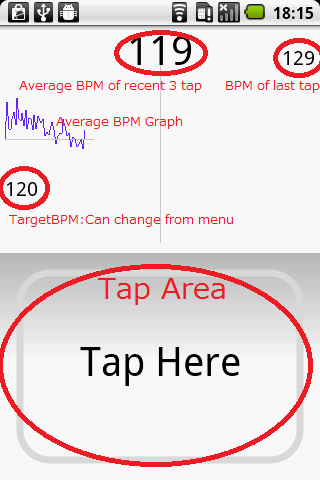 18:15
119
129
Average BPM of recent 3 tap
BPM of last tap
Average BPM Graph
120
TargetBPM:Can change from menu
Tap Area
Tap Here